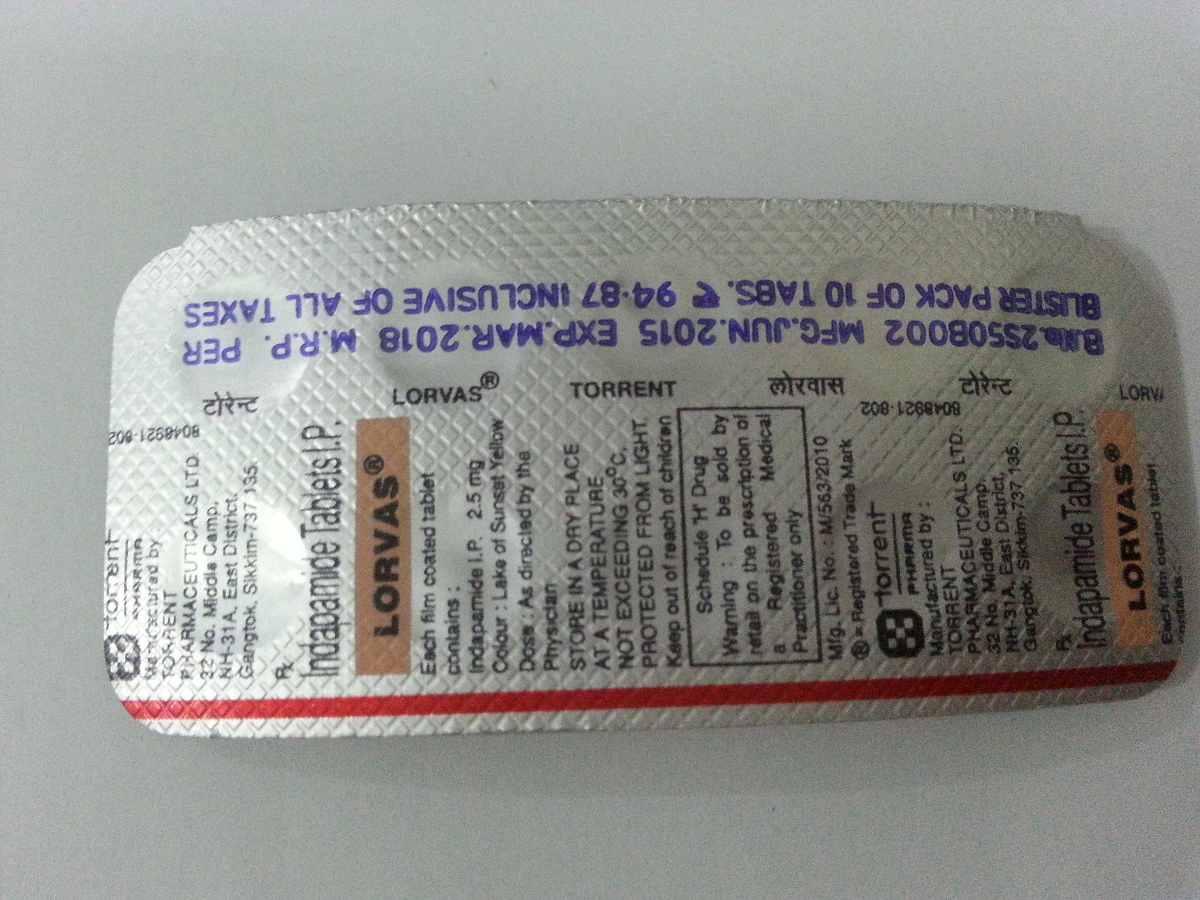 B.No.2S50B002 MFG.JUN.2015 EXP.MAR.2018 M.R.P. PER
BLISTER PACK OF 10 TABS. ₹ 94·87 INCLUSIVE OF ALL TAXES
टोरेन्ट
LORVAS®
TORRENT
लोरवास
टोरेन्ट
LORV
8048921-802
8048921-802
torrent
PHARMA
Manufactured by :
TORRENT
PHARMACEUTICALS LTD.
32 No. Middle Camp,
NH-31A, East District,
Gangtok, Sikkim-737 135.
Rx
Indapamide Tablets I.P.
LORVAS®
Each film coated tablet
contains :
Indapamide I.P. 2.5 mg
Colour : Lake of Sunset Yellow
Dose : As directed by the
Physician
STORE IN A DRY PLACE
AT A TEMPERATURE
NOT EXCEEDING 30°C,
PROTECTED FROM LIGHT.
Keep out of reach of children
Schedule 'H' Drug
Warning : To be sold by
retail on the prescription of
a Registered Medical
Practitioner only
Mfg. Lic. No. : M/563/2010
® = Registered Trade Mark
torrent
PHARMA
Manufactured by :
TORRENT
PHARMACEUTICALS LTD.
32 No. Middle Camp,
NH-31A, East District,
Gangtok, Sikkim-737 135.
Rx
Indapamide Tablets I.P.
LORVAS®
Each film coated tablet
contains :